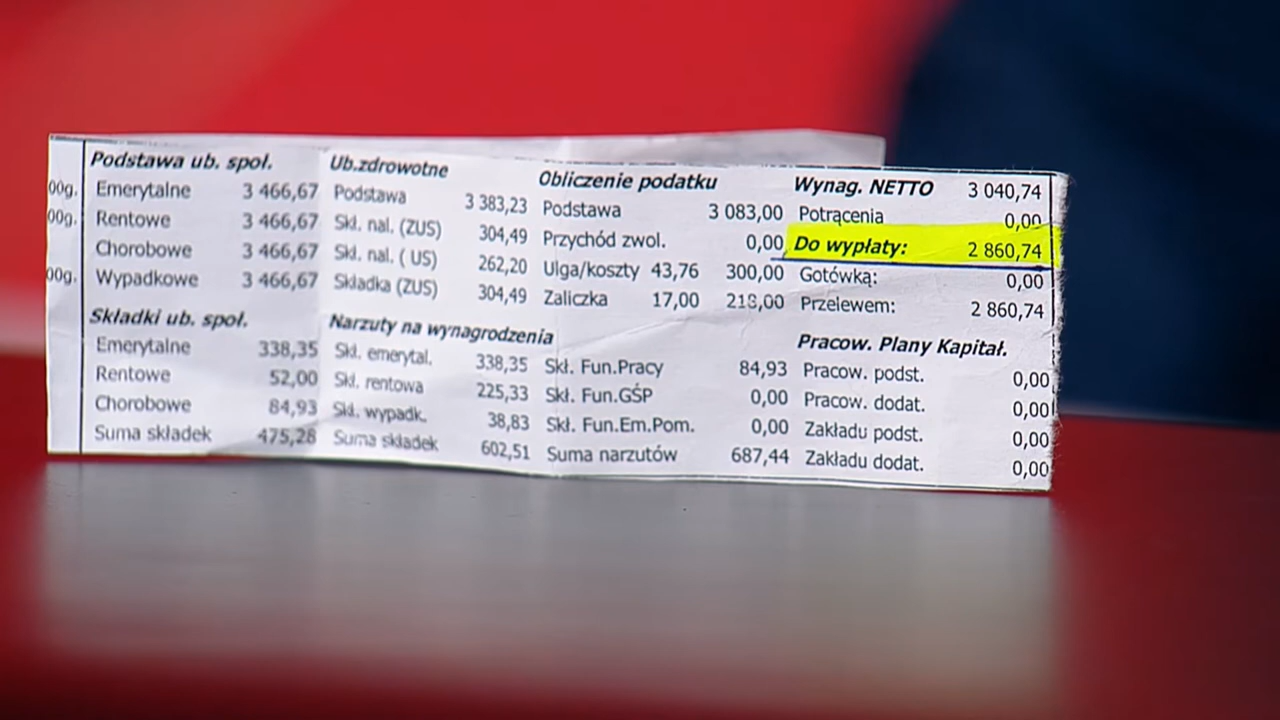 Podstawa ub. społ.
00g. Emerytalne 3 466,67
00g. Rentowe 3 466,67
Chorobowe 3 466,67
00g. Wypadkowe 3 466,67
Składki ub. społ.
Emerytalne 338,35
Rentowe 52,00
Chorobowe 84,93
Suma składek 475,28
Ub.zdrowotne
Podstawa 3 383,23
Skł. nal. (ZUS) 304,49
Skł. nal. ( US) 262,20
Składka (ZUS) 304,49
Narzuty na wynagrodzenia
Skł. emerytal. 338,35
Skł. rentowa 225,33
Skł. wypadk. 38,83
Suma składek 602,51
Obliczenie podatku
Podstawa 3 083,00
Przychód zwol. 0,00
Ulga/koszty 43,76 300,00
Zaliczka 17,00 218,00
Skł. Fun.Pracy 84,93
Skł. Fun.GŚP 0,00
Skł. Fun.Em.Pom. 0,00
Suma narzutów 687,44
Wynag. NETTO 3 040,74
Potrącenia 0,00
Do wypłaty: 2 860,74
Gotówką: 0,00
Przelewem: 2 860,74
Pracow. Plany Kapitał.
Pracow. podst. 0,00
Pracow. dodat. 0,00
Zakładu podst. 0,00
Zakładu dodat. 0,00